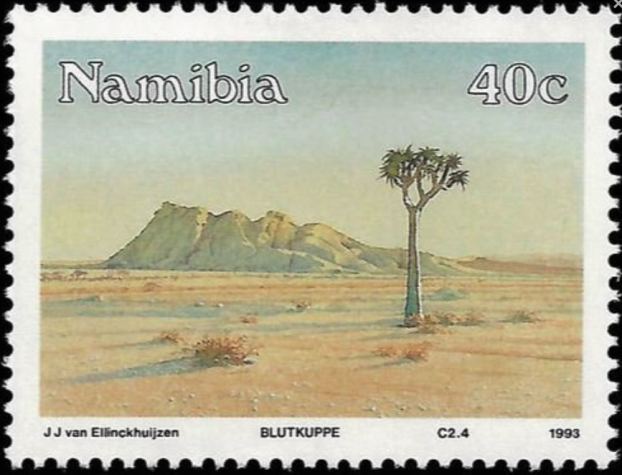 Namibia 40c
J J van Ellinckhuijzen BLUTKUPPE C2.4 1993